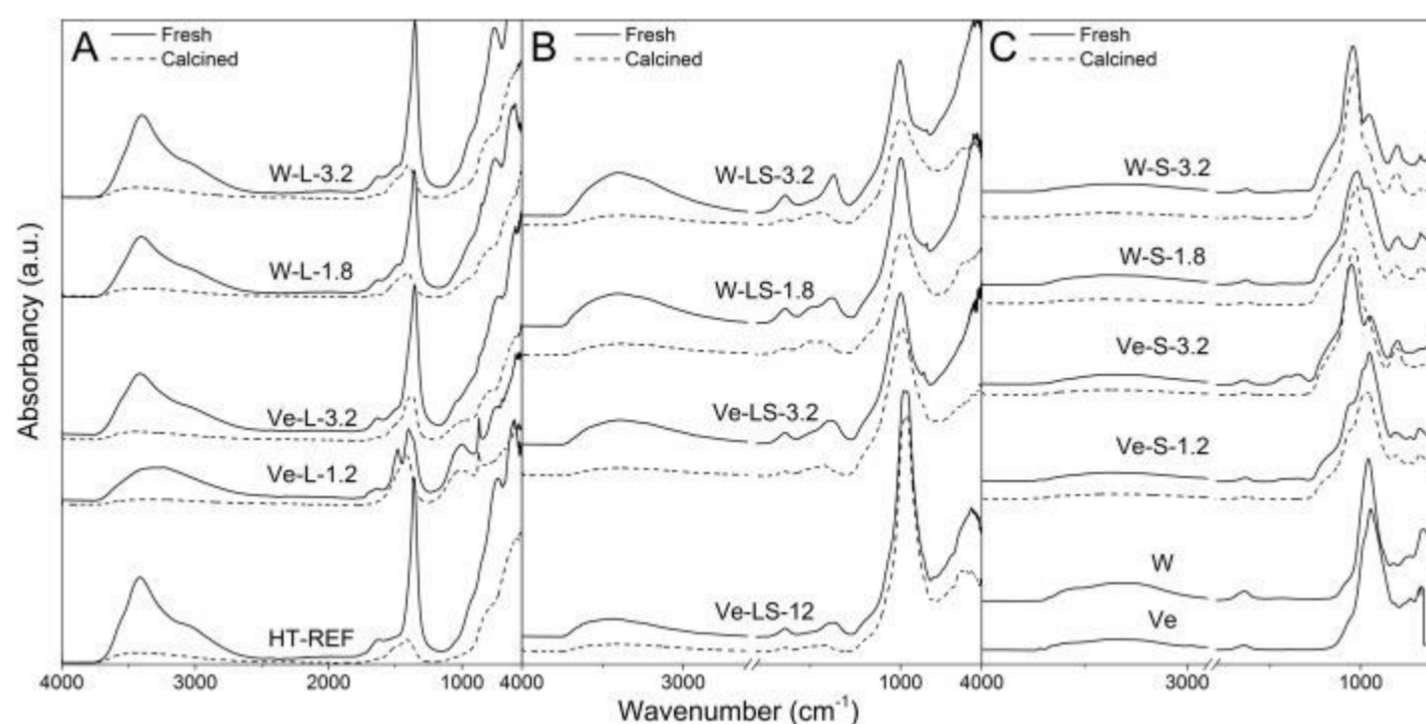 A
Fresh
Calcined
W-L-3.2
W-L-1.8
Ve-L-3.2
Ve-L-1.2
HT-REF
B
Fresh
Calcined
W-LS-3.2
W-LS-1.8
Ve-LS-3.2
Ve-LS-12
C
Fresh
Calcined
W-S-3.2
W-S-1.8
Ve-S-3.2
Ve-S-1.2
W
Ve
Absorbancy (a.u.)
4000 3000 2000 1000 4000 3000 1000 4000 3000 1000
Wavenumber (cm⁻¹)